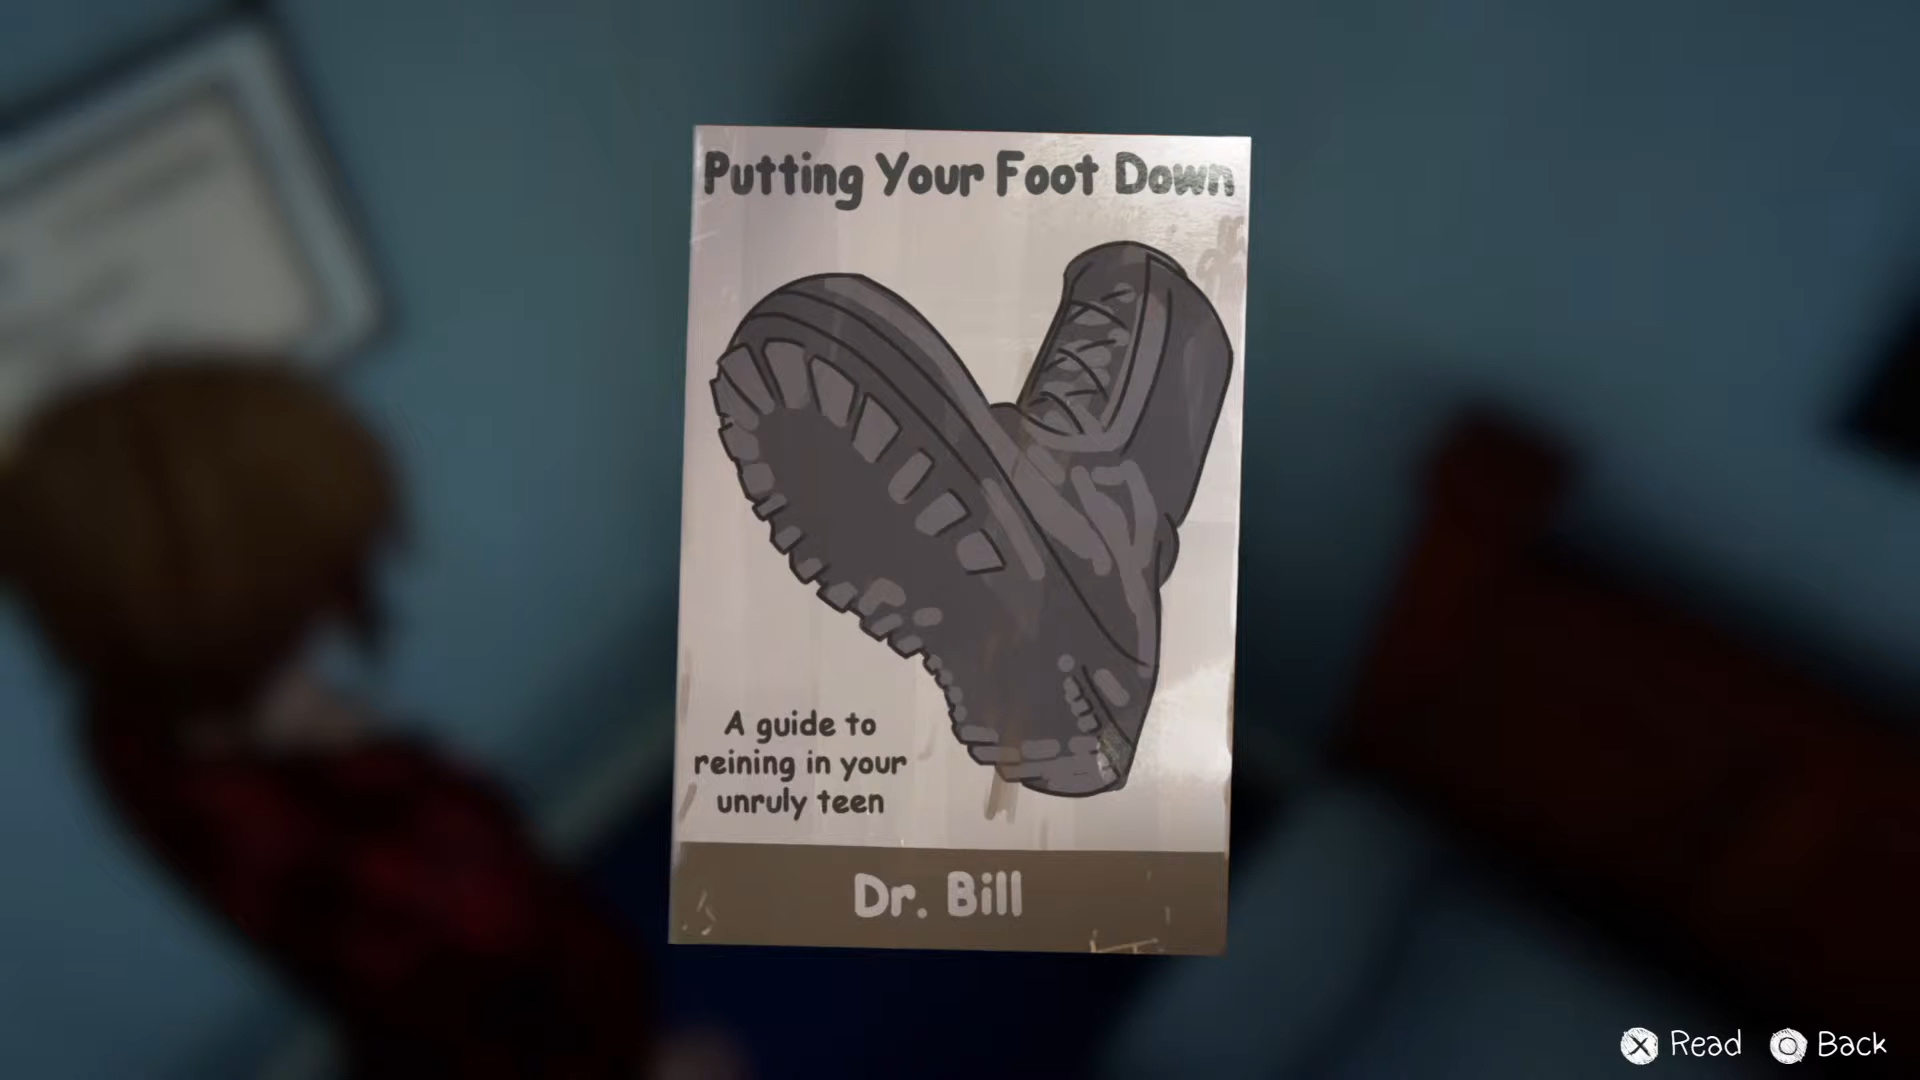 Putting Your Foot Down
A guide to
reining in your
unruly teen
Dr. Bill
Read
Back